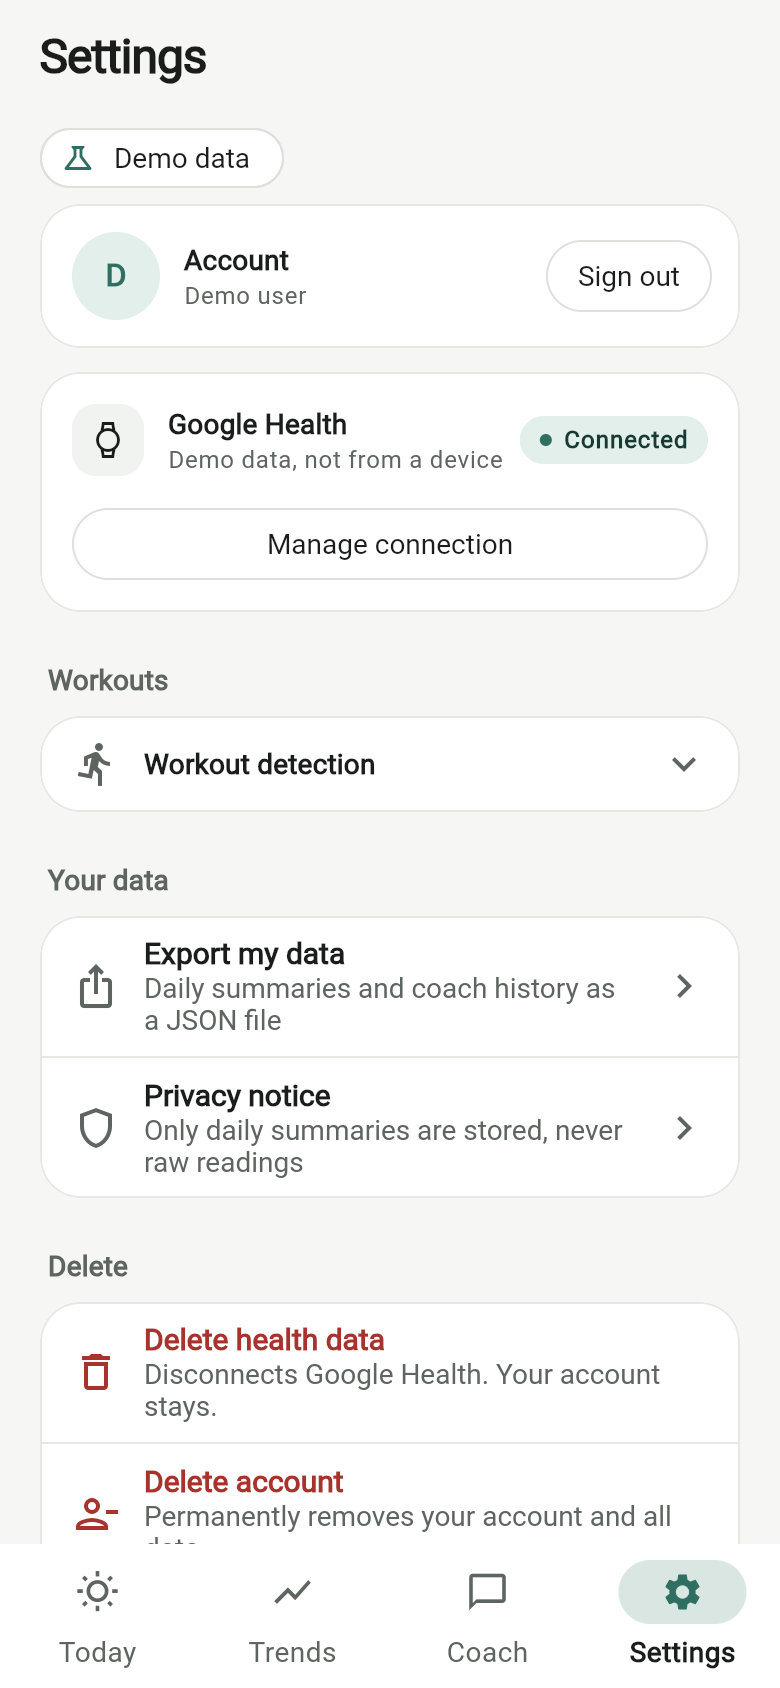 Settings
Demo data
D
Account
Demo user
Sign out
Google Health
Demo data, not from a device
Connected
Manage connection
Workouts
Workout detection
Your data
Export my data
Daily summaries and coach history as
a JSON file
Privacy notice
Only daily summaries are stored, never
raw readings
Delete
Delete health data
Disconnects Google Health. Your account
stays.
Delete account
Permanently removes your account and all
Today
Trends
Coach
Settings